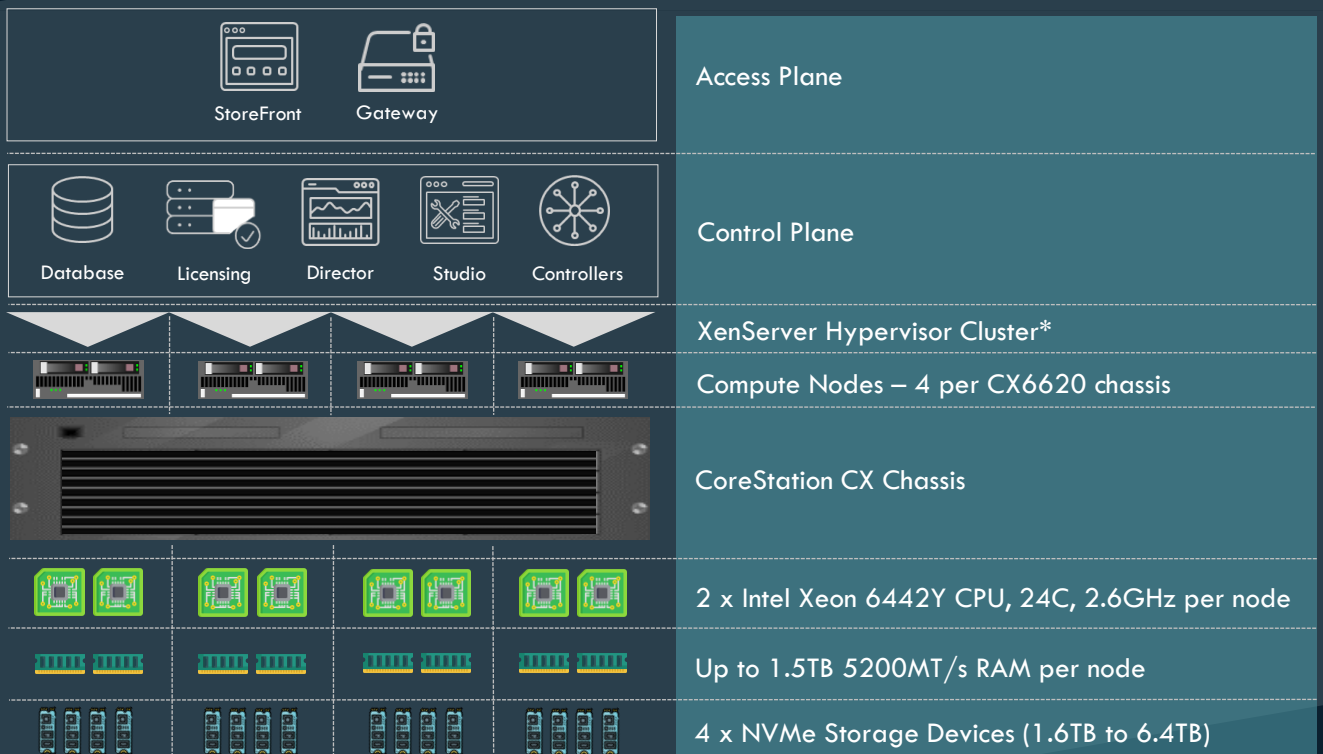 StoreFront
Gateway
Access Plane
Database
Licensing
Director
Studio
Controllers
Control Plane
XenServer Hypervisor Cluster*
Compute Nodes – 4 per CX6620 chassis
CoreStation CX Chassis
2 x Intel Xeon 6442Y CPU, 24C, 2.6GHz per node
Up to 1.5TB 5200MT/s RAM per node
4 x NVMe Storage Devices (1.6TB to 6.4TB)